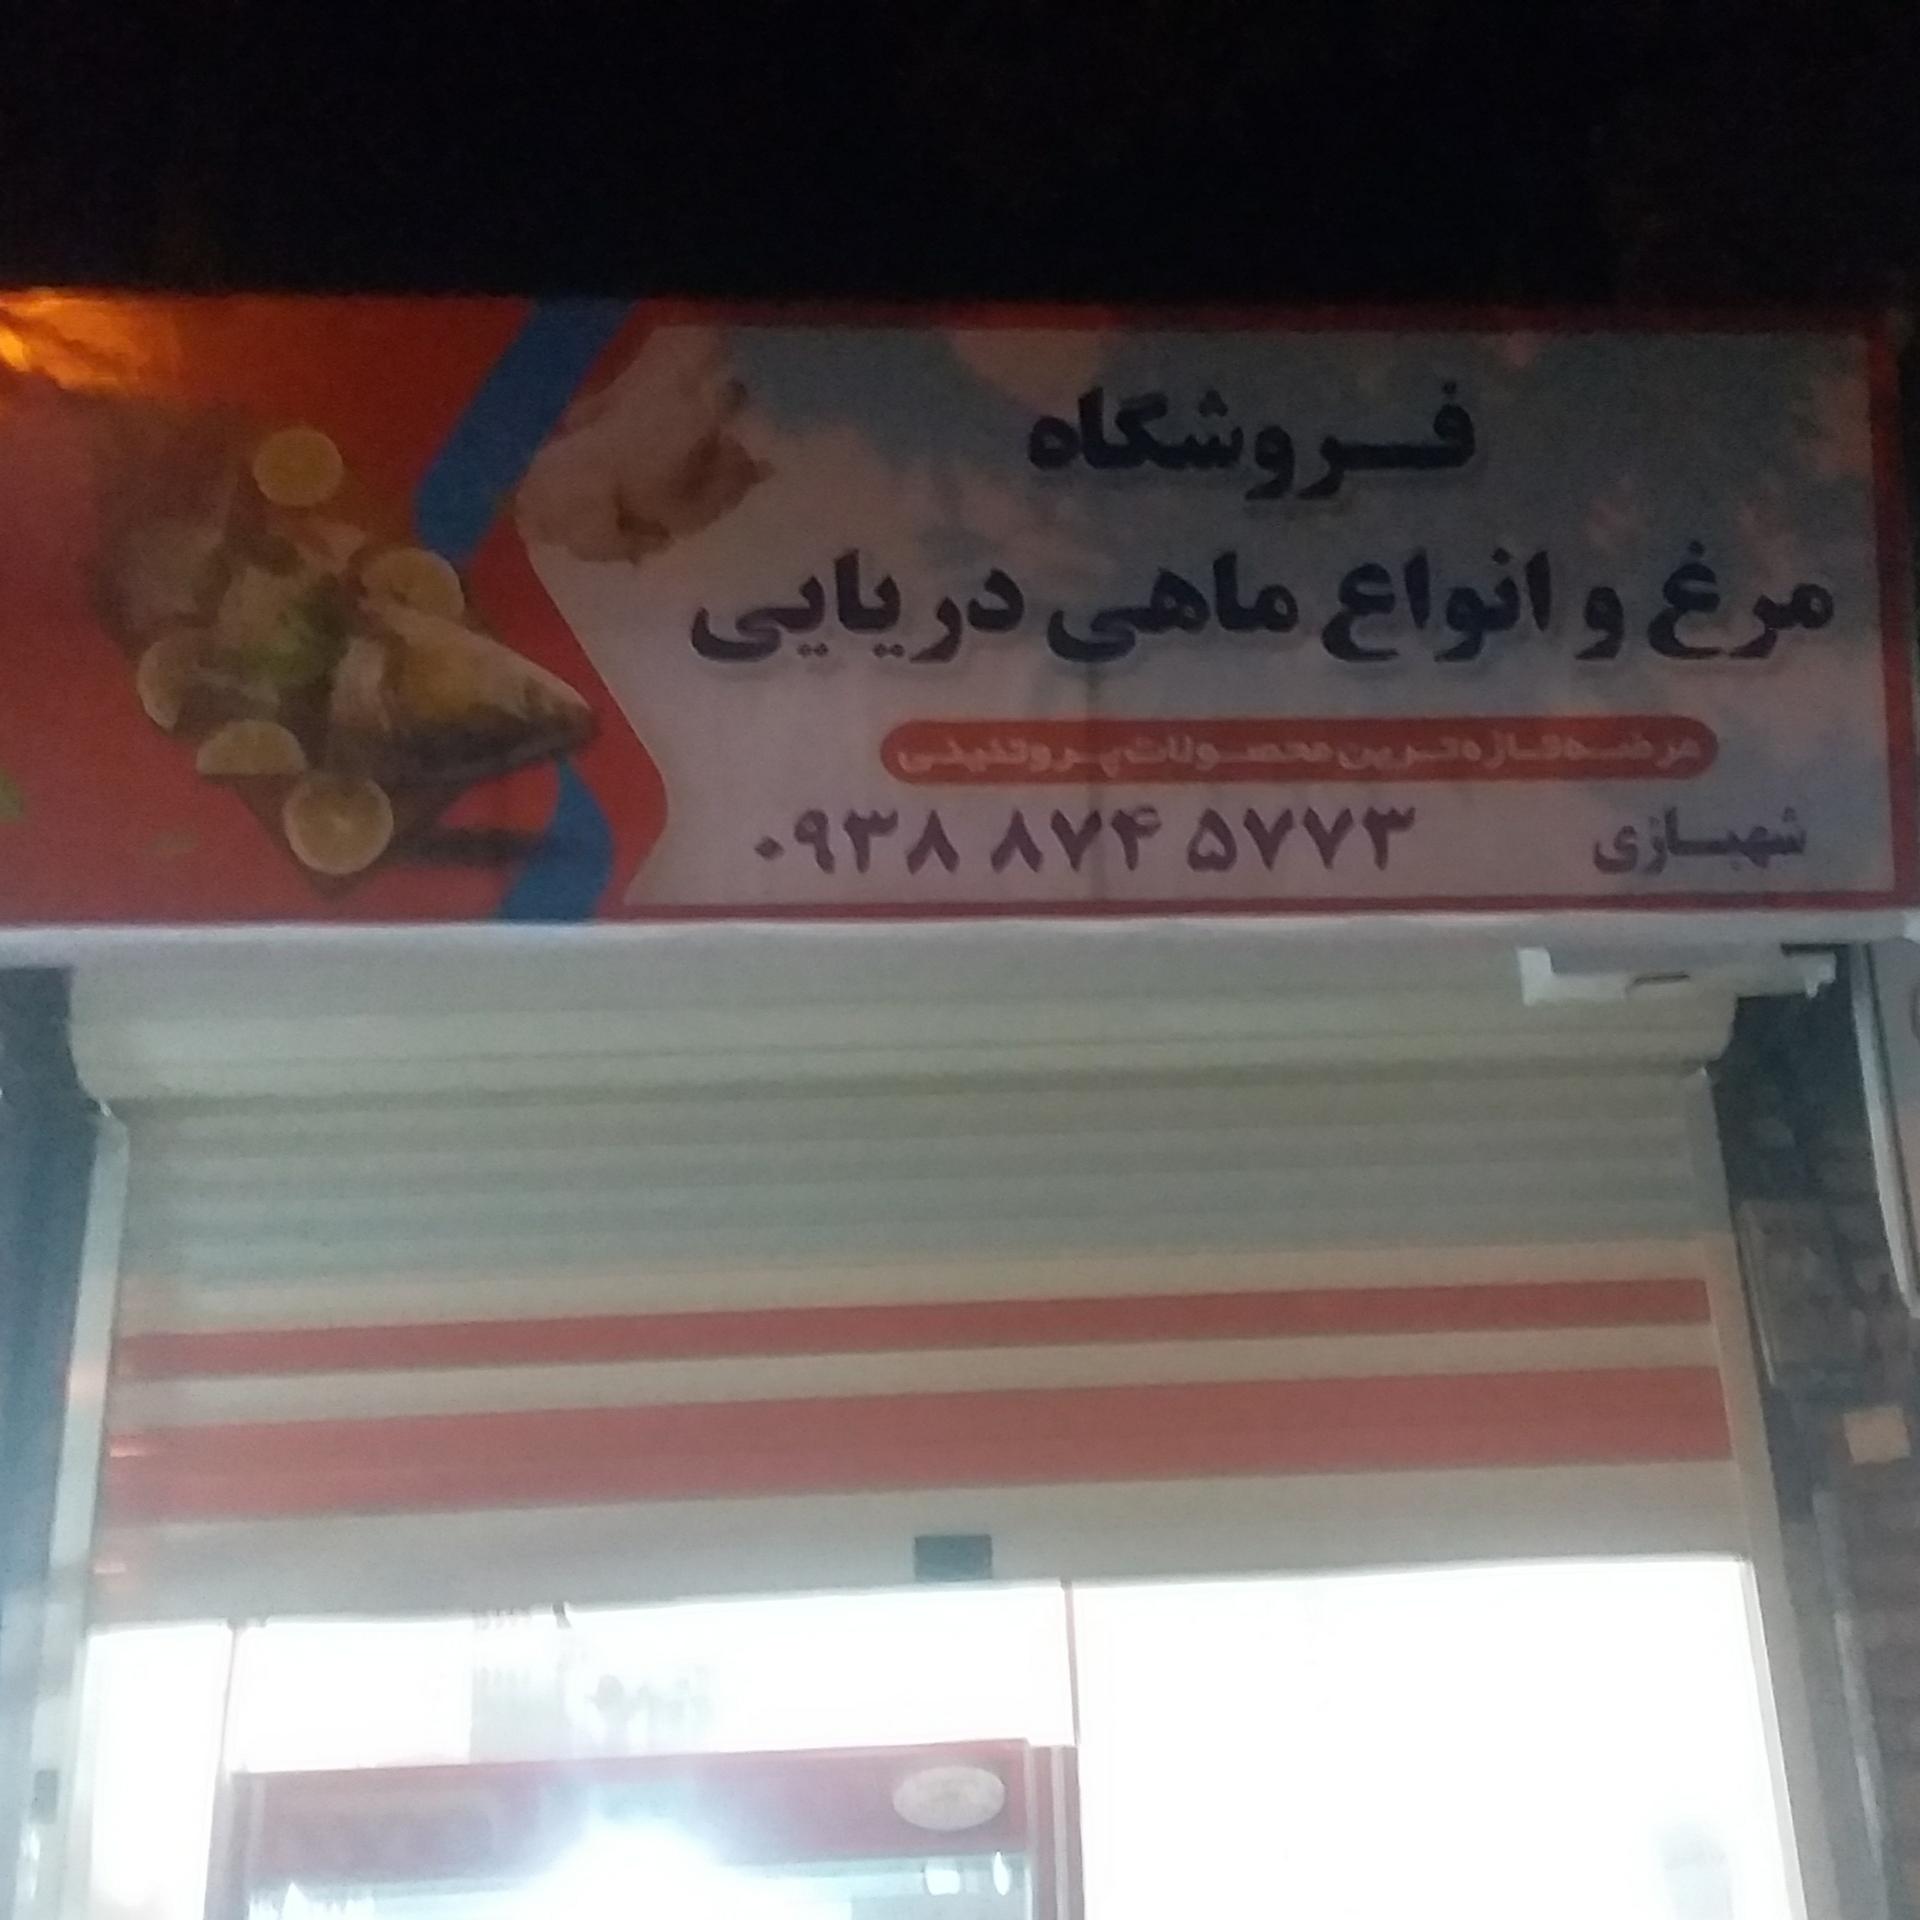 فروشگاه
مرغ و انواع ماهی دریایی
عرضه تازه ترین محصولات پروتئینی
شهبازی ۰۹۳۸ ۸۷۴ ۵۷۷۳